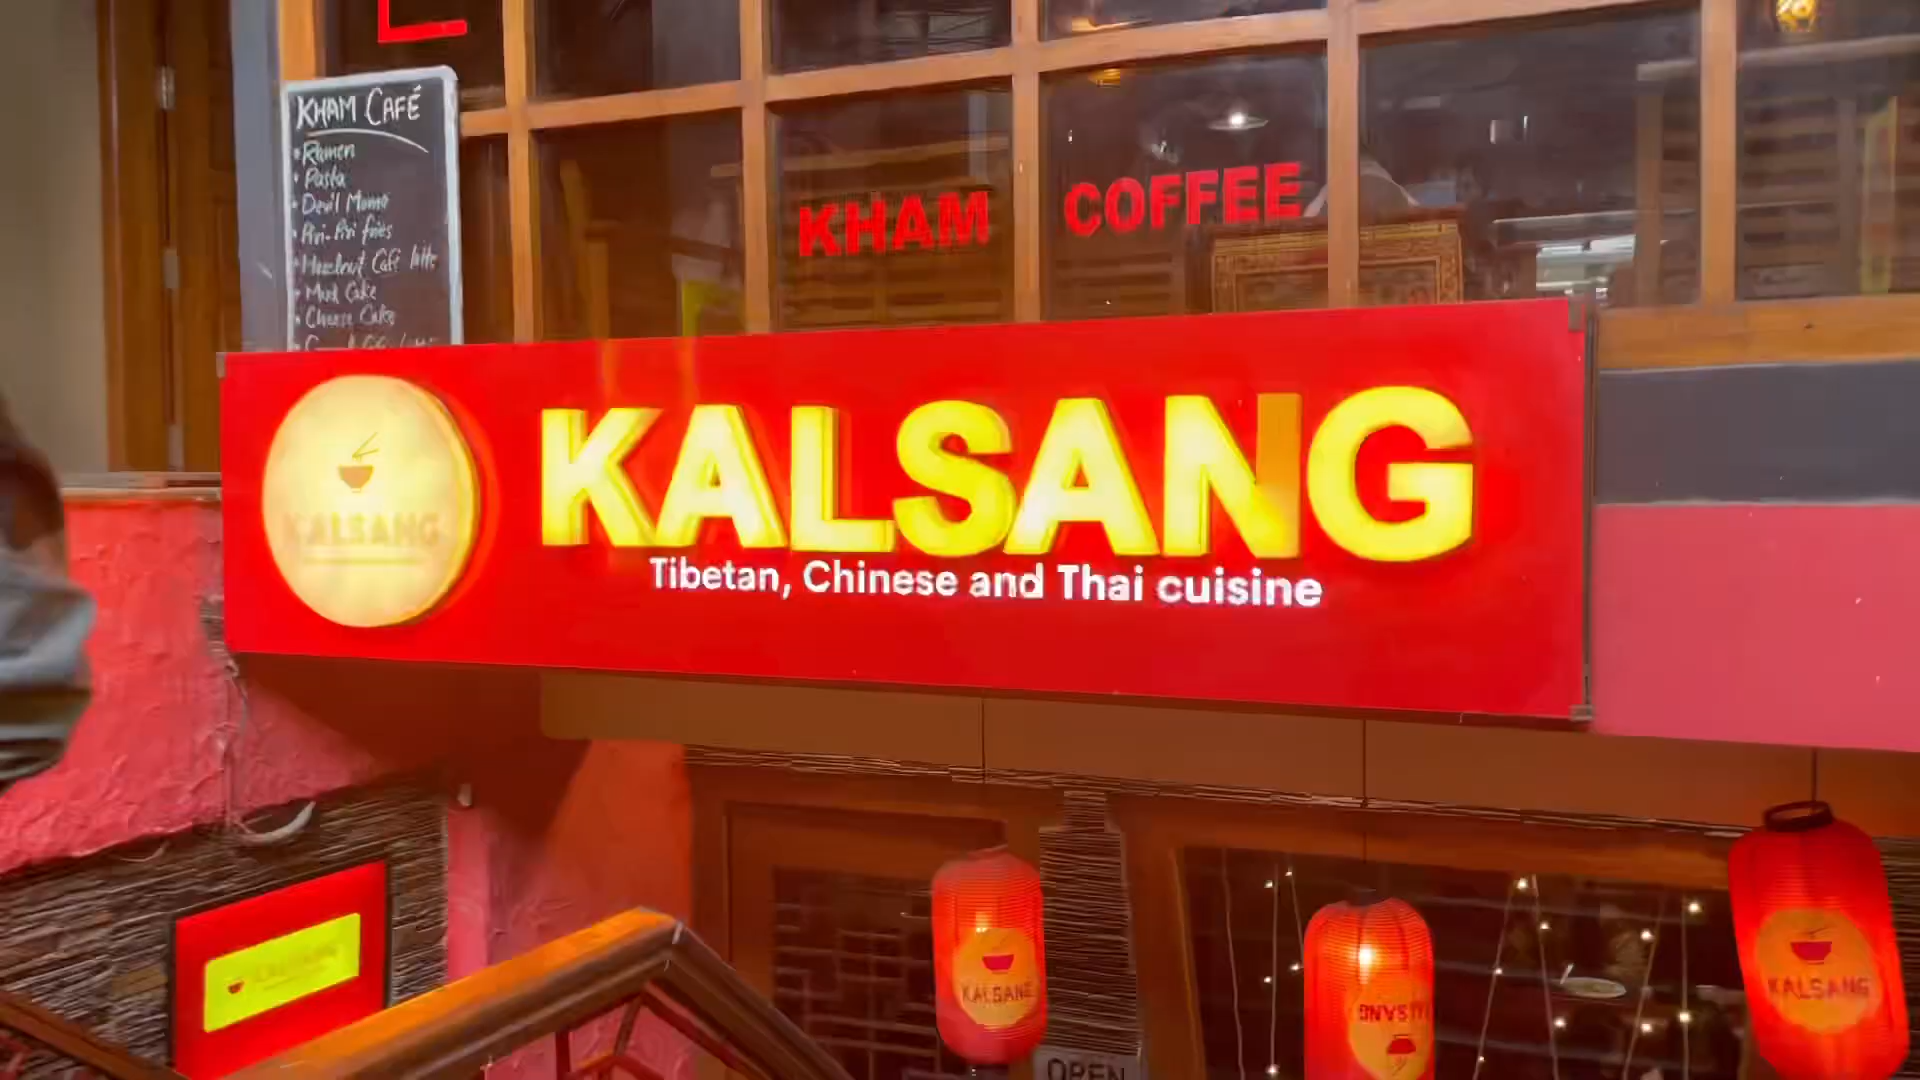 KHAM CAFÉ
• Ramen
• Pasta
• Devil Momo
• Piri-Piri fries
• Hazelnut Café latte
• Mud Cake
• Cheese Cake
KHAM COFFEE
KALSANG
KALSANG
Tibetan, Chinese and Thai cuisine
KALSANG
KALSANG
KALSANG
KALSANG
OPEN